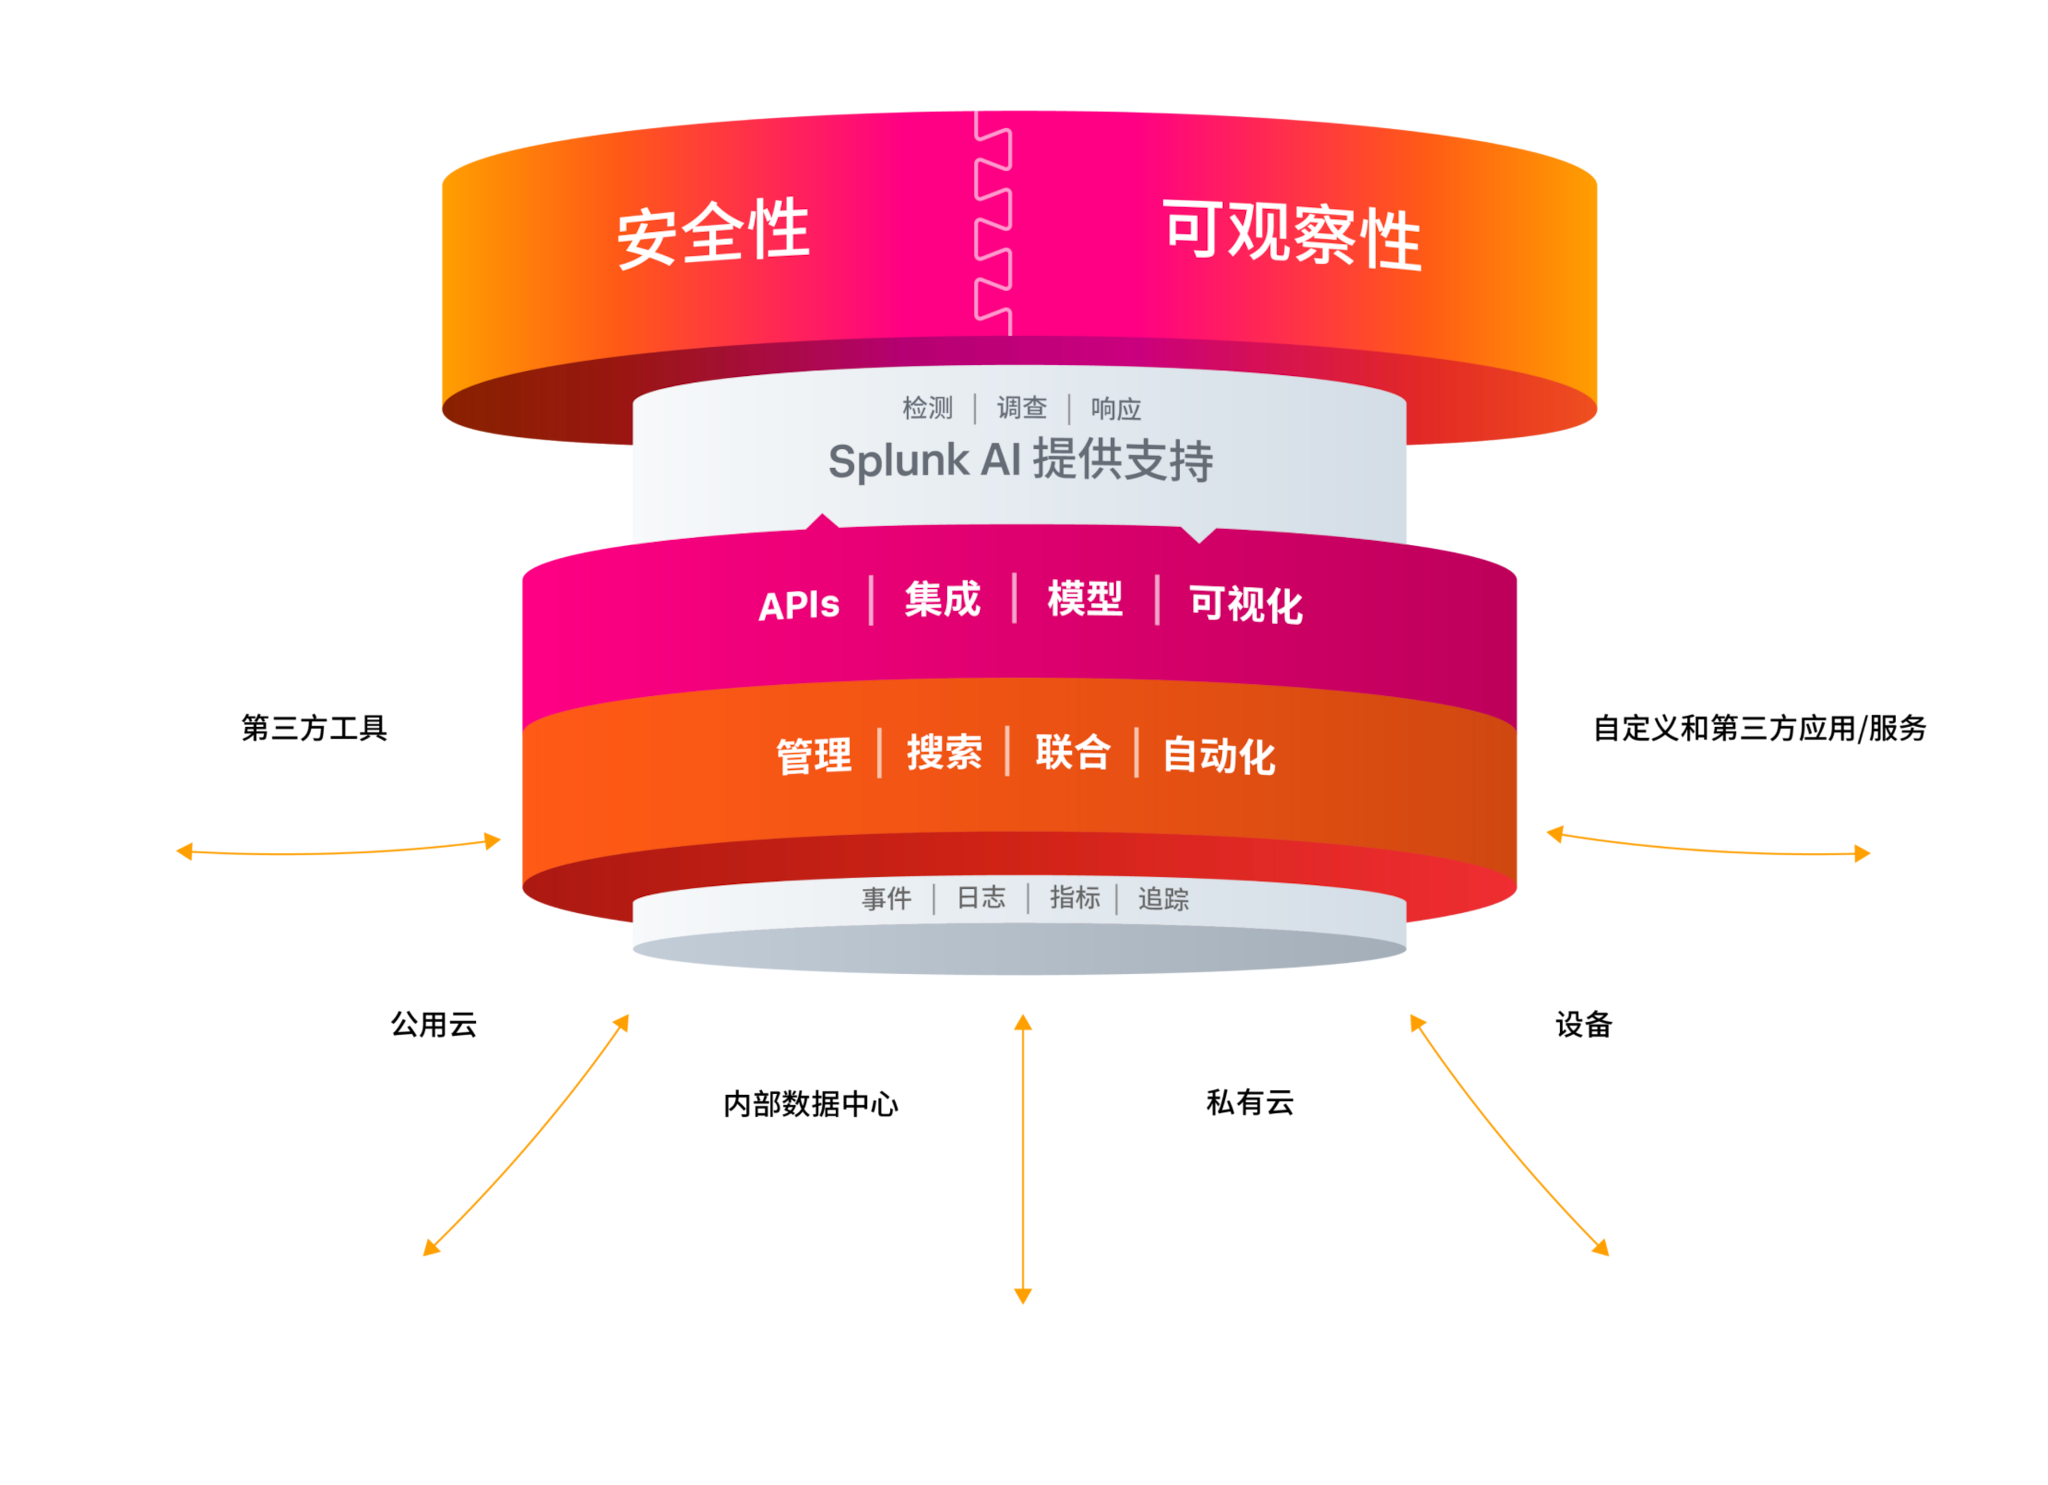 安全性
可观察性
检测 | 调查 | 响应
Splunk AI 提供支持
APIs | 集成 | 模型 | 可视化
第三方工具
自定义和第三方应用/服务
管理 | 搜索 | 联合 | 自动化
事件 | 日志 | 指标 | 追踪
公用云
设备
内部数据中心
私有云